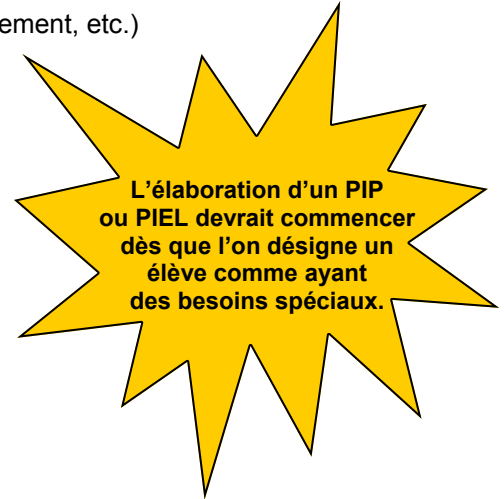 ement, etc.)
L'élaboration d'un PIP
ou PIEL devrait commencer
dès que l'on désigne un
élève comme ayant
des besoins spéciaux.